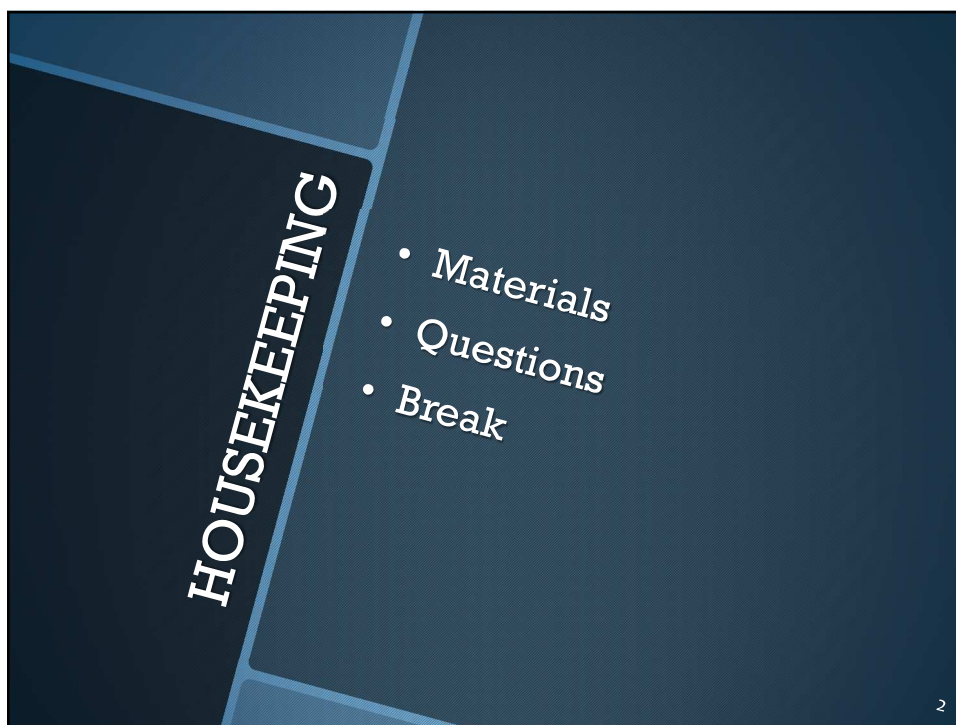 HOUSEKEEPING
• Materials
• Questions
• Break
2